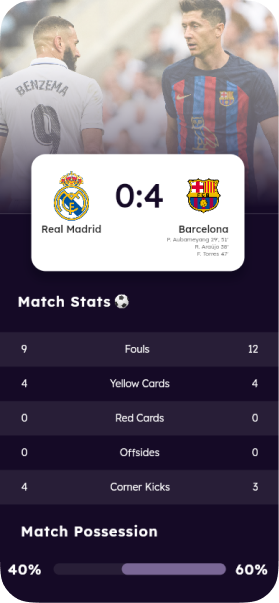 BENZEMA
9
0:4
Real Madrid
Barcelona
P. Aubameyang 29', 51'
R. Araújo 38'
F. Torres 47'
Match Stats
9 Fouls 12
4 Yellow Cards 4
0 Red Cards 0
0 Offsides 0
4 Corner Kicks 3
Match Possession
40% 60%